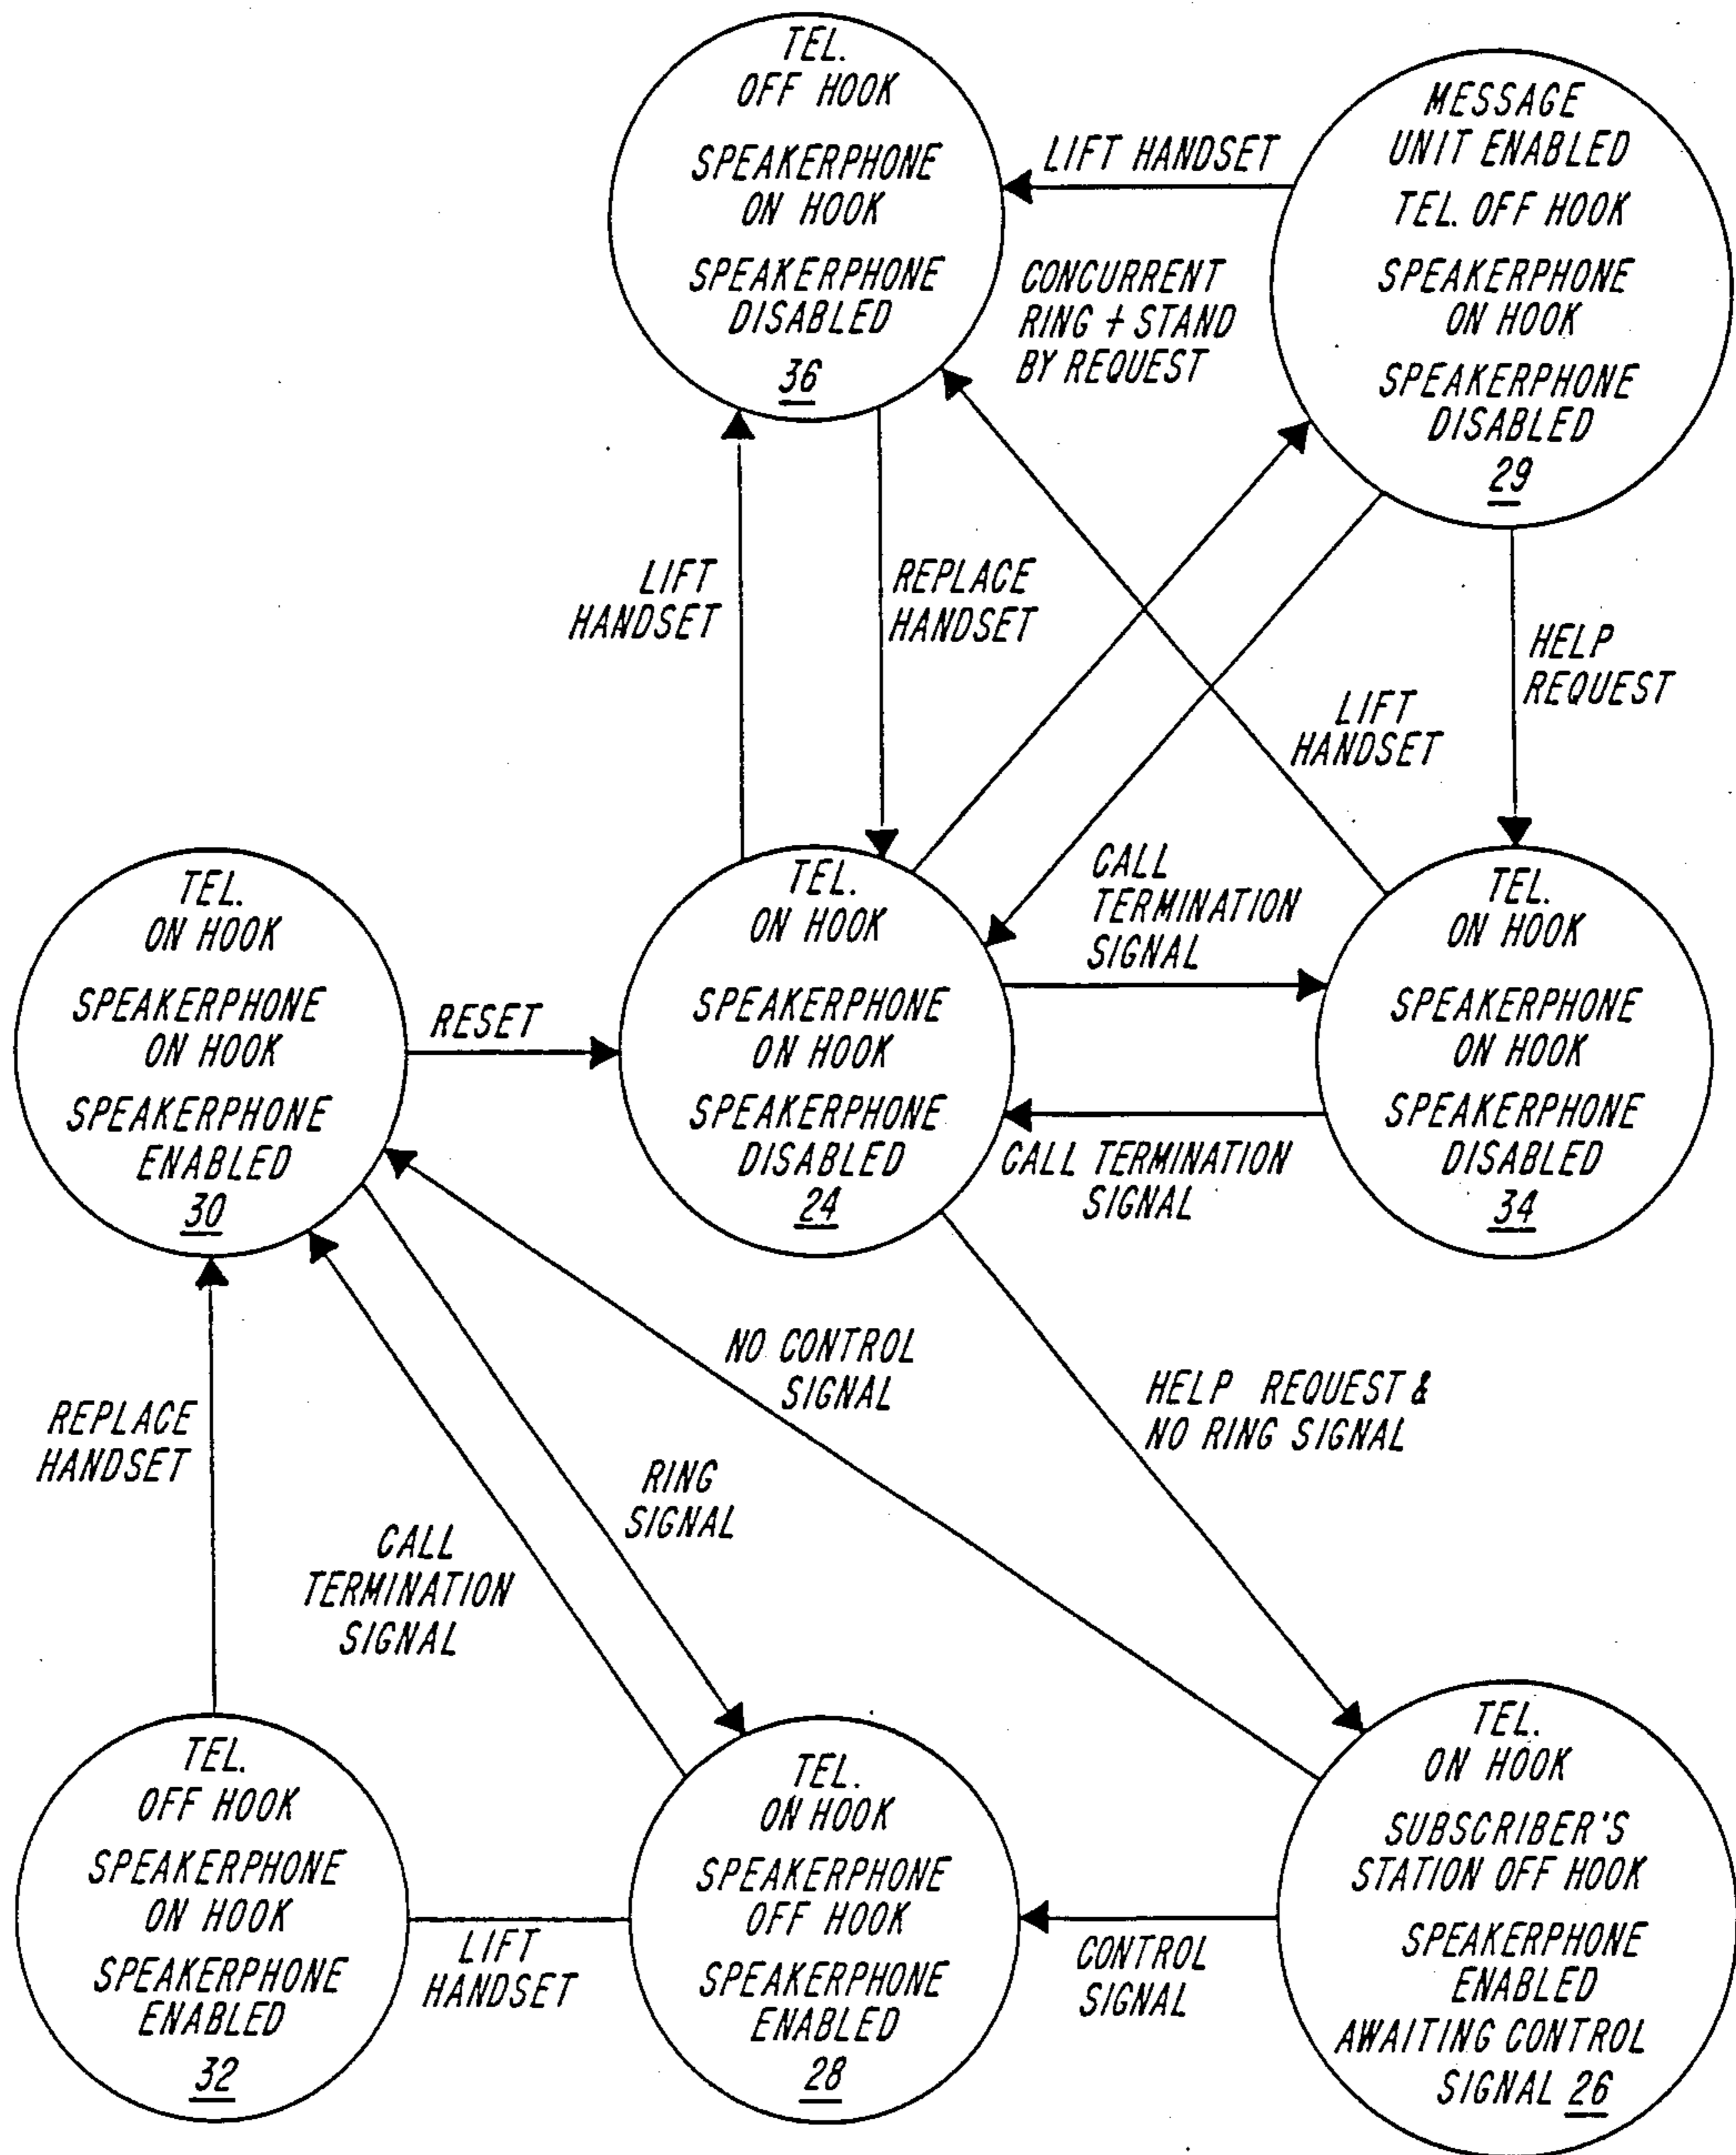 TEL.
OFF HOOK
SPEAKERPHONE
ON HOOK
SPEAKERPHONE
DISABLED
36
LIFT HANDSET
MESSAGE
UNIT ENABLED
TEL. OFF HOOK
SPEAKERPHONE
ON HOOK
SPEAKERPHONE
DISABLED
29
CONCURRENT
RING + STAND
BY REQUEST
LIFT
HANDSET
REPLACE
HANDSET
LIFT
HANDSET
HELP
REQUEST
TEL.
ON HOOK
SPEAKERPHONE
ON HOOK
SPEAKERPHONE
ENABLED
30
RESET
TEL.
ON HOOK
SPEAKERPHONE
ON HOOK
SPEAKERPHONE
DISABLED
24
CALL
TERMINATION
SIGNAL
CALL TERMINATION
SIGNAL
TEL.
ON HOOK
SPEAKERPHONE
ON HOOK
SPEAKERPHONE
DISABLED
34
REPLACE
HANDSET
CALL
TERMINATION
SIGNAL
RING
SIGNAL
NO CONTROL
SIGNAL
HELP REQUEST &
NO RING SIGNAL
TEL.
OFF HOOK
SPEAKERPHONE
ON HOOK
SPEAKERPHONE
ENABLED
32
LIFT
HANDSET
TEL.
ON HOOK
SPEAKERPHONE
OFF HOOK
SPEAKERPHONE
ENABLED
28
CONTROL
SIGNAL
TEL.
ON HOOK
SUBSCRIBER'S
STATION OFF HOOK
SPEAKERPHONE
ENABLED
AWAITING CONTROL
SIGNAL 26